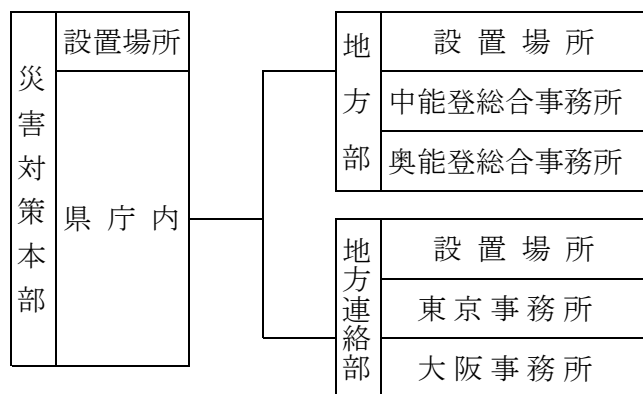 災害対策本部
設置場所
県庁内
地方部
設置場所
中能登総合事務所
奥能登総合事務所
地方連絡部
設置場所
東京事務所
大阪事務所